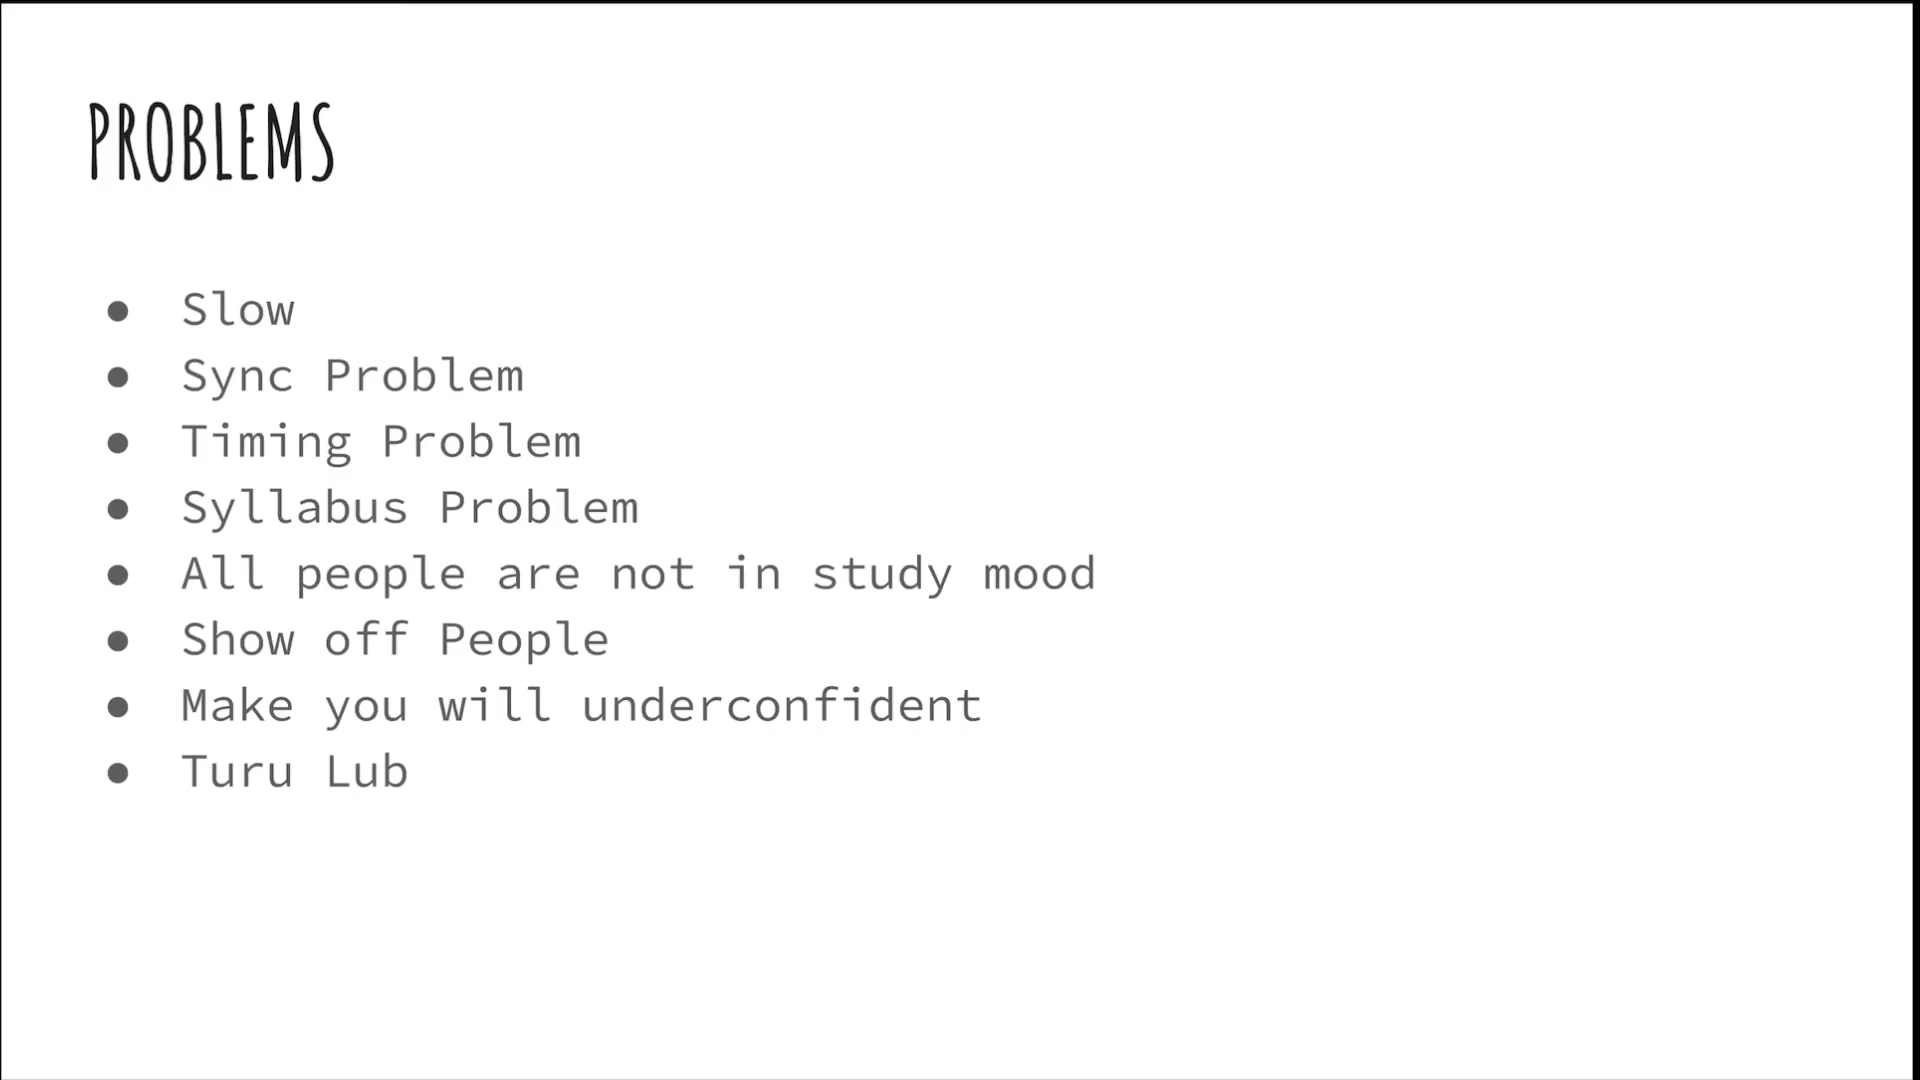 PROBLEMS
● Slow
● Sync Problem
● Timing Problem
● Syllabus Problem
● All people are not in study mood
● Show off People
● Make you will underconfident
● Turu Lub